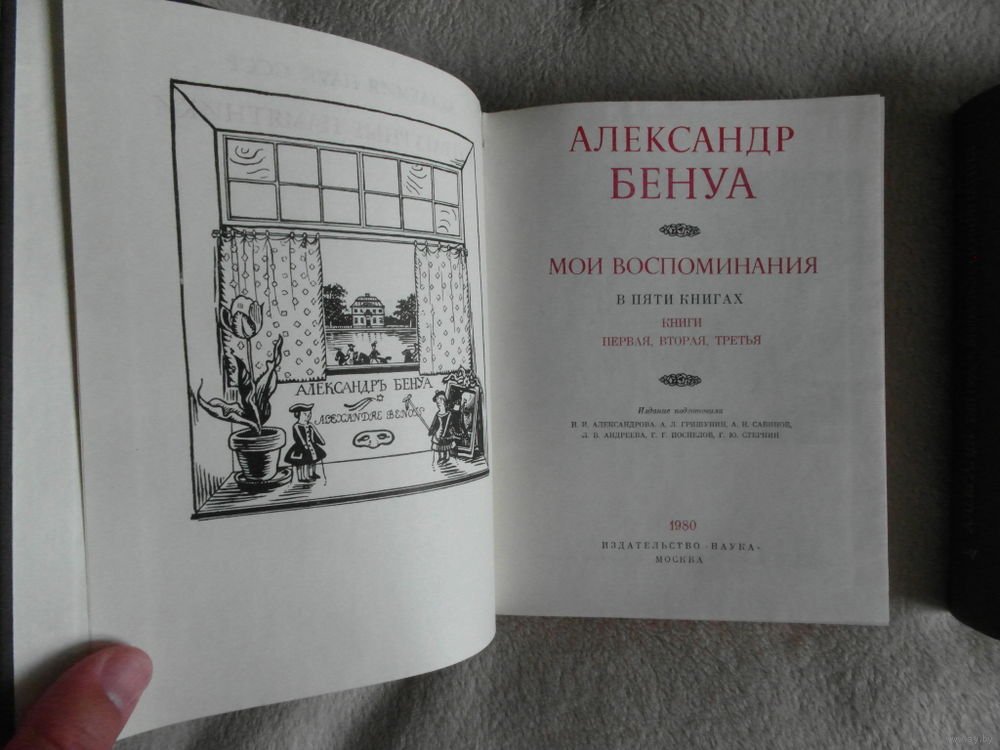 АЛЕКСАНДРЪ БЕНУА
ALEXANDRE BENOIS
АЛЕКСАНДР
БЕНУА
МОИ ВОСПОМИНАНИЯ
В ПЯТИ КНИГАХ
КНИГИ
ПЕРВАЯ, ВТОРАЯ, ТРЕТЬЯ
Издание подготовили
Н. И. АЛЕКСАНДРОВА, А. Л. ГРИШУНИН, А. Н. САВИНОВ,
Л. В. АНДРЕЕВА, Г. Г. ПОСПЕЛОВ, Г. Ю. СТЕРНИН
1980
ИЗДАТЕЛЬСТВО «НАУКА»
МОСКВА